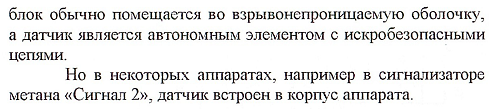 блок обычно помещается во взрывонепроницаемую оболочку,
а датчик является автономным элементом с искробезопасными
цепями.
Но в некоторых аппаратах, например в сигнализаторе
метана «Сигнал 2», датчик встроен в корпус аппарата.